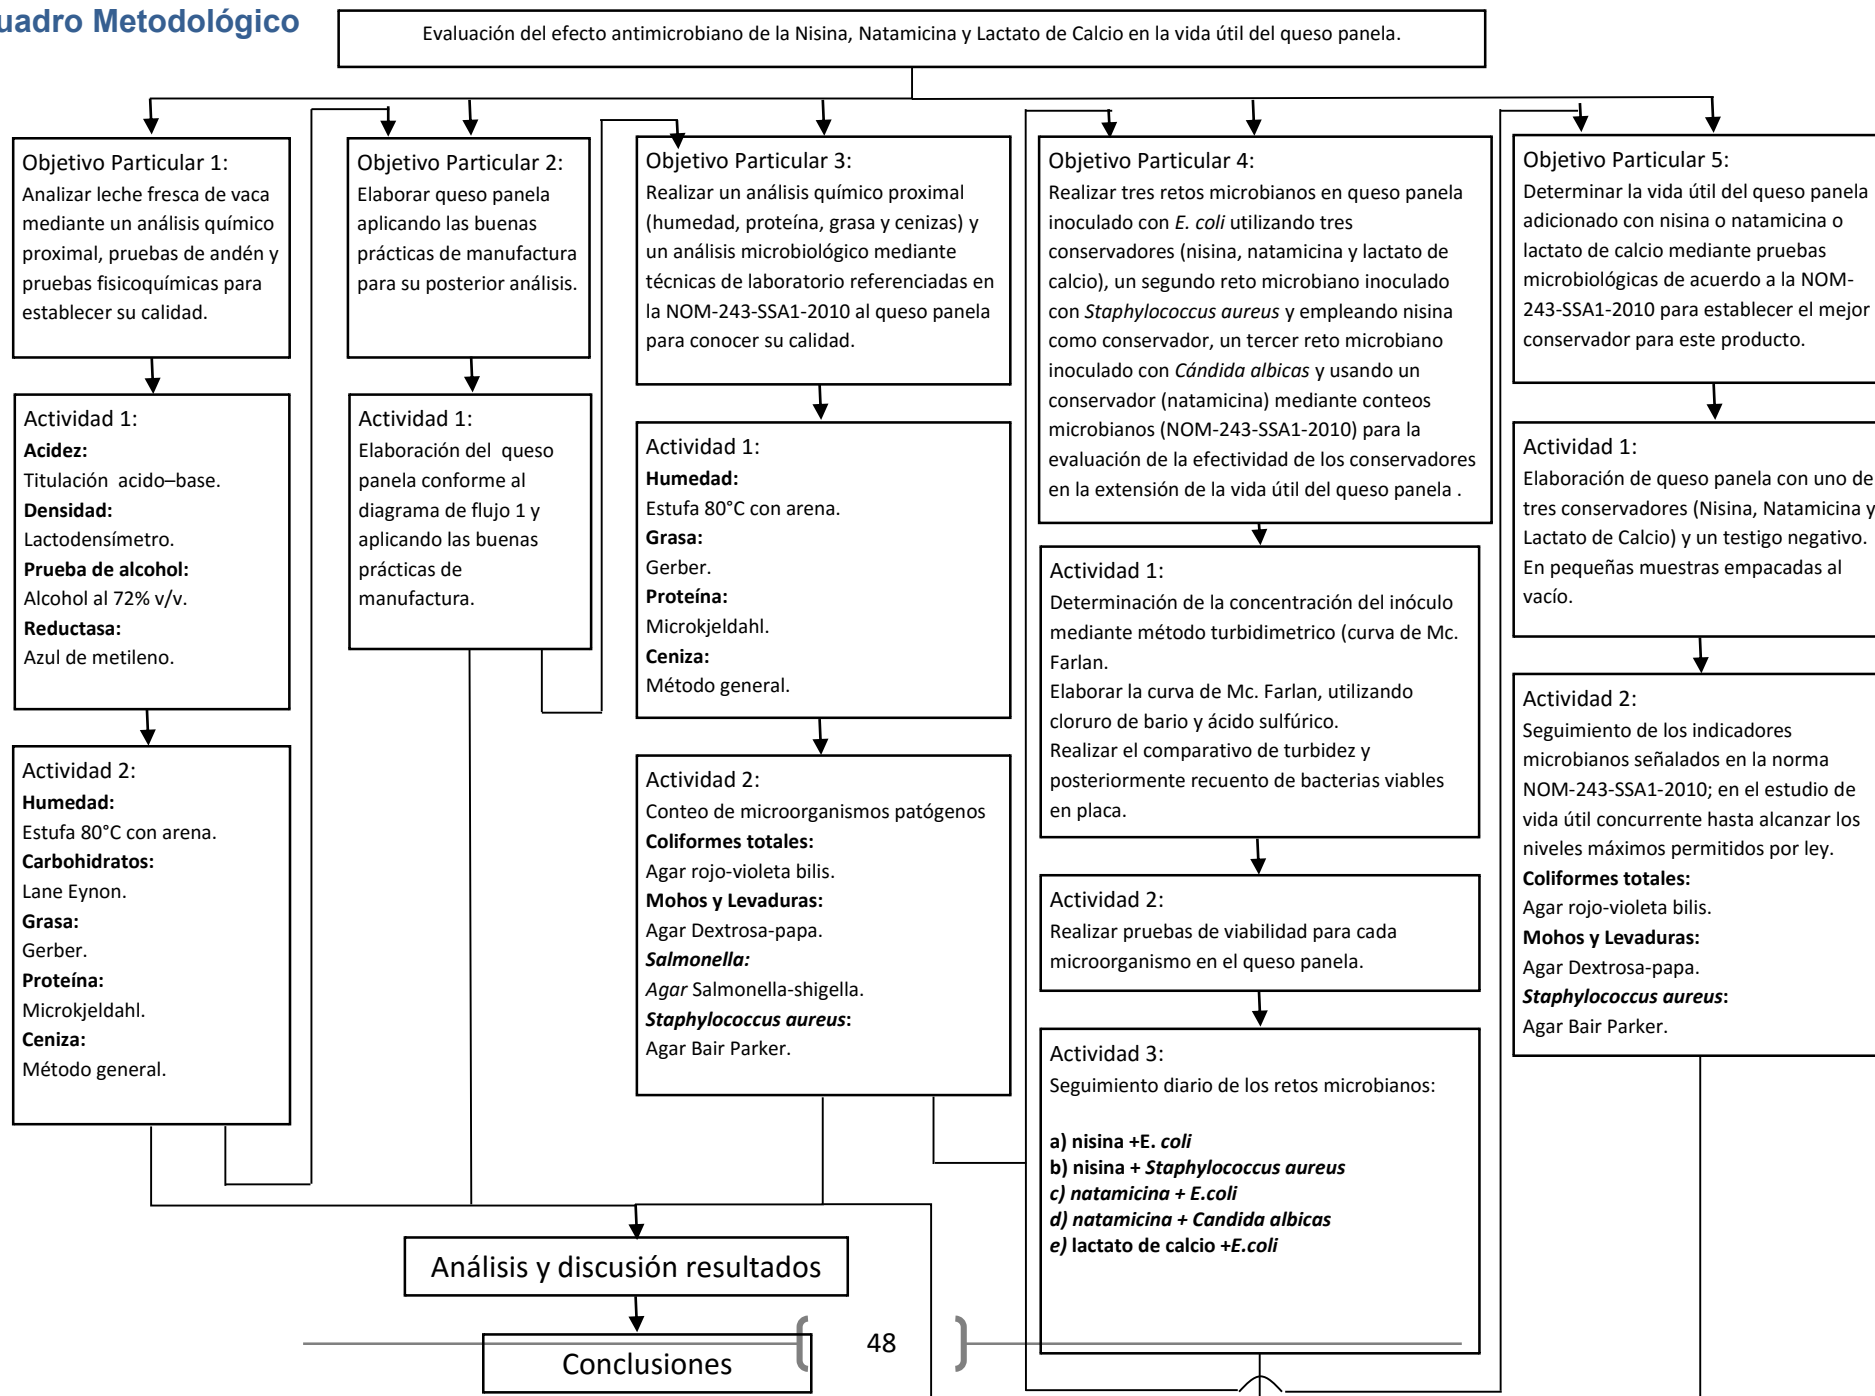 uadro Metodológico
Evaluación del efecto antimicrobiano de la Nisina, Natamicina y Lactato de Calcio en la vida útil del queso panela.
Objetivo Particular 1:
Analizar leche fresca de vaca
mediante un análisis químico
proximal, pruebas de andén y
pruebas fisicoquímicas para
establecer su calidad.
Actividad 1:
Acidez:
Titulación acido–base.
Densidad:
Lactodensímetro.
Prueba de alcohol:
Alcohol al 72% v/v.
Reductasa:
Azul de metileno.
Actividad 2:
Humedad:
Estufa 80°C con arena.
Carbohidratos:
Lane Eynon.
Grasa:
Gerber.
Proteína:
Microkjeldahl.
Ceniza:
Método general.
Objetivo Particular 2:
Elaborar queso panela
aplicando las buenas
prácticas de manufactura
para su posterior análisis.
Actividad 1:
Elaboración del queso
panela conforme al
diagrama de flujo 1 y
aplicando las buenas
prácticas de
manufactura.
Objetivo Particular 3:
Realizar un análisis químico proximal
(humedad, proteína, grasa y cenizas) y
un análisis microbiológico mediante
técnicas de laboratorio referenciadas en
la NOM-243-SSA1-2010 al queso panela
para conocer su calidad.
Actividad 1:
Humedad:
Estufa 80°C con arena.
Grasa:
Gerber.
Proteína:
Microkjeldahl.
Ceniza:
Método general.
Actividad 2:
Conteo de microorganismos patógenos
Coliformes totales:
Agar rojo-violeta bilis.
Mohos y Levaduras:
Agar Dextrosa-papa.
Salmonella:
Agar Salmonella-shigella.
Staphylococcus aureus:
Agar Bair Parker.
Objetivo Particular 4:
Realizar tres retos microbianos en queso panela
inoculado con E. coli utilizando tres
conservadores (nisina, natamicina y lactato de
calcio), un segundo reto microbiano inoculado
con Staphylococcus aureus y empleando nisina
como conservador, un tercer reto microbiano
inoculado con Cándida albicas y usando un
conservador (natamicina) mediante conteos
microbianos (NOM-243-SSA1-2010) para la
evaluación de la efectividad de los conservadores
en la extensión de la vida útil del queso panela .
Actividad 1:
Determinación de la concentración del inóculo
mediante método turbidimetrico (curva de Mc.
Farlan.
Elaborar la curva de Mc. Farlan, utilizando
cloruro de bario y ácido sulfúrico.
Realizar el comparativo de turbidez y
posteriormente recuento de bacterias viables
en placa.
Actividad 2:
Realizar pruebas de viabilidad para cada
microorganismo en el queso panela.
Actividad 3:
Seguimiento diario de los retos microbianos:
a) nisina +E. coli
b) nisina + Staphylococcus aureus
c) natamicina + E.coli
d) natamicina + Candida albicas
e) lactato de calcio +E.coli
Objetivo Particular 5:
Determinar la vida útil del queso panela
adicionado con nisina o natamicina o
lactato de calcio mediante pruebas
microbiológicas de acuerdo a la NOM-
243-SSA1-2010 para establecer el mejor
conservador para este producto.
Actividad 1:
Elaboración de queso panela con uno de
tres conservadores (Nisina, Natamicina y
Lactato de Calcio) y un testigo negativo.
En pequeñas muestras empacadas al
vacío.
Actividad 2:
Seguimiento de los indicadores
microbianos señalados en la norma
NOM-243-SSA1-2010; en el estudio de
vida útil concurrente hasta alcanzar los
niveles máximos permitidos por ley.
Coliformes totales:
Agar rojo-violeta bilis.
Mohos y Levaduras:
Agar Dextrosa-papa.
Staphylococcus aureus:
Agar Bair Parker.
Análisis y discusión resultados
Conclusiones
48